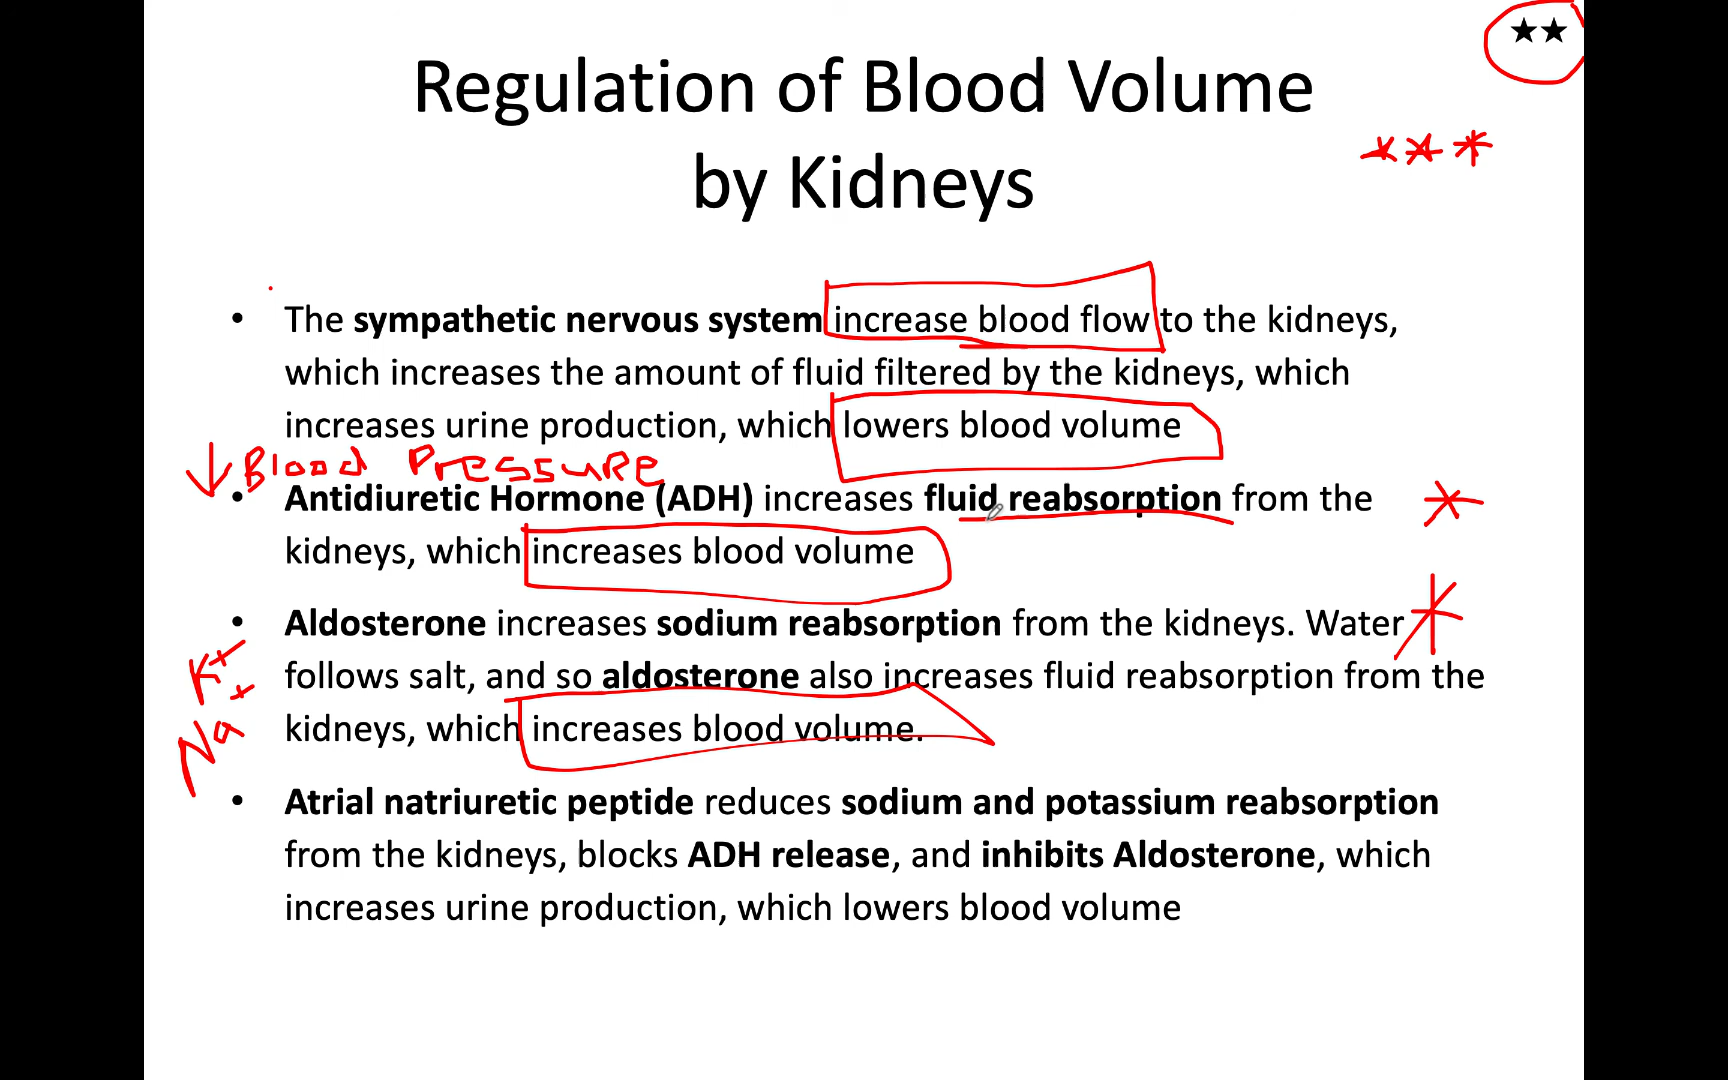 ★★
Regulation of Blood Volume
by Kidneys
• The sympathetic nervous system increase blood flow to the kidneys,
which increases the amount of fluid filtered by the kidneys, which
increases urine production, which lowers blood volume
↓ Blood PRESSURE
• Antidiuretic Hormone (ADH) increases fluid reabsorption from the
kidneys, which increases blood volume
• Aldosterone increases sodium reabsorption from the kidneys. Water
K+
follows salt, and so aldosterone also increases fluid reabsorption from the
Na+
kidneys, which increases blood volume.
• Atrial natriuretic peptide reduces sodium and potassium reabsorption
from the kidneys, blocks ADH release, and inhibits Aldosterone, which
increases urine production, which lowers blood volume